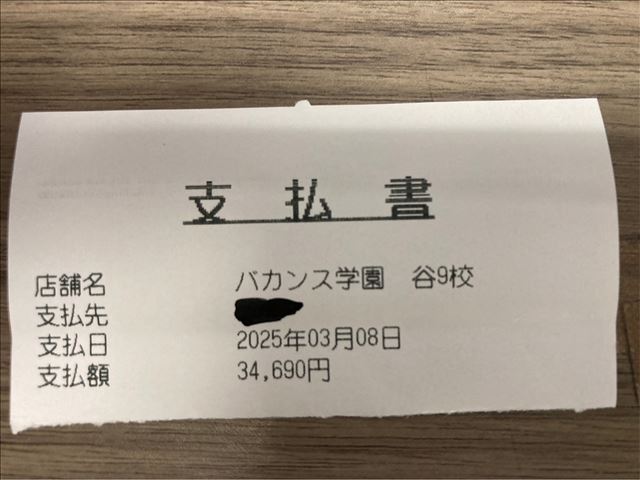 支払書
店舗名 バカンス学園 谷9校
支払先
支払日 2025年03月08日
支払額 34,690円